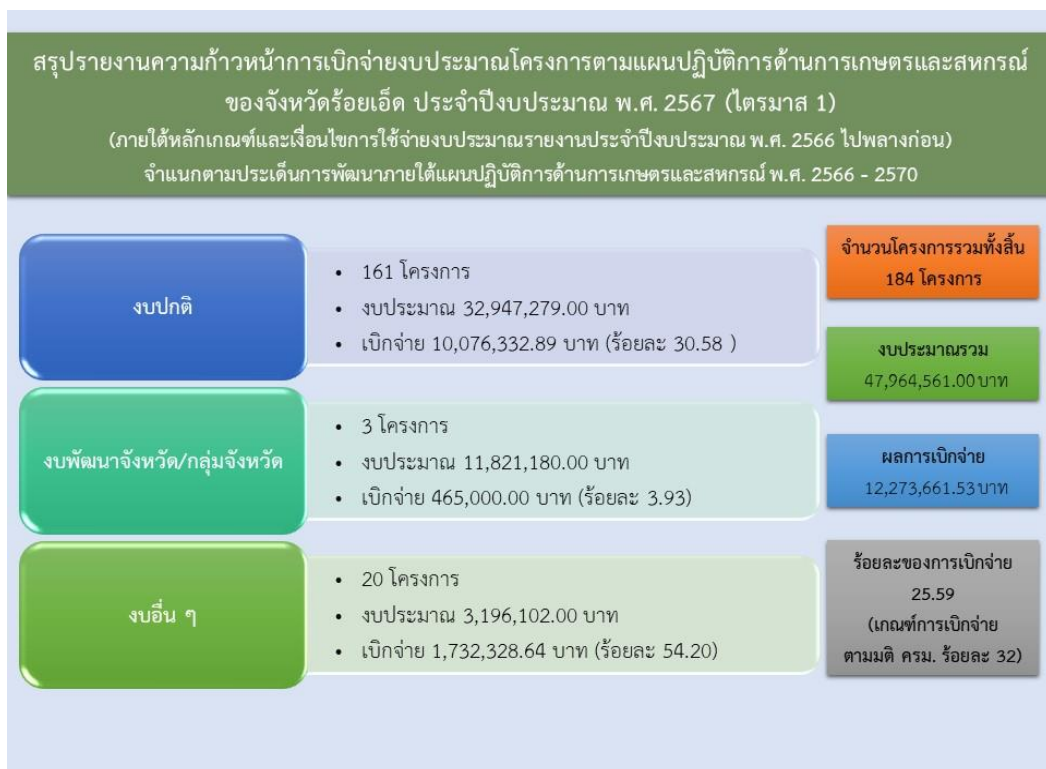 สรุปรายงานความก้าวหน้าการเบิกจ่ายงบประมาณโครงการตามแผนปฏิบัติการด้านการเกษตรและสหกรณ์
ของจังหวัดร้อยเอ็ด ประจำปีงบประมาณ พ.ศ. 2567 (ไตรมาส 1)
(ภายใต้หลักเกณฑ์และเงื่อนไขการใช้จ่ายงบประมาณรายงานประจำปีงบประมาณ พ.ศ. 2566 ไปพลางก่อน)
จำแนกตามประเด็นการพัฒนาภายใต้แผนปฏิบัติการด้านการเกษตรและสหกรณ์ พ.ศ. 2566 - 2570
งบปกติ
• 161 โครงการ
• งบประมาณ 32,947,279.00 บาท
• เบิกจ่าย 10,076,332.89 บาท (ร้อยละ 30.58 )
งบพัฒนาจังหวัด/กลุ่มจังหวัด
• 3 โครงการ
• งบประมาณ 11,821,180.00 บาท
• เบิกจ่าย 465,000.00 บาท (ร้อยละ 3.93)
งบอื่น ๆ
• 20 โครงการ
• งบประมาณ 3,196,102.00 บาท
• เบิกจ่าย 1,732,328.64 บาท (ร้อยละ 54.20)
จำนวนโครงการรวมทั้งสิ้น
184 โครงการ
งบประมาณรวม
47,964,561.00 บาท
ผลการเบิกจ่าย
12,273,661.53 บาท
ร้อยละของการเบิกจ่าย
25.59
(เกณฑ์การเบิกจ่าย
ตามมติ ครม. ร้อยละ 32)